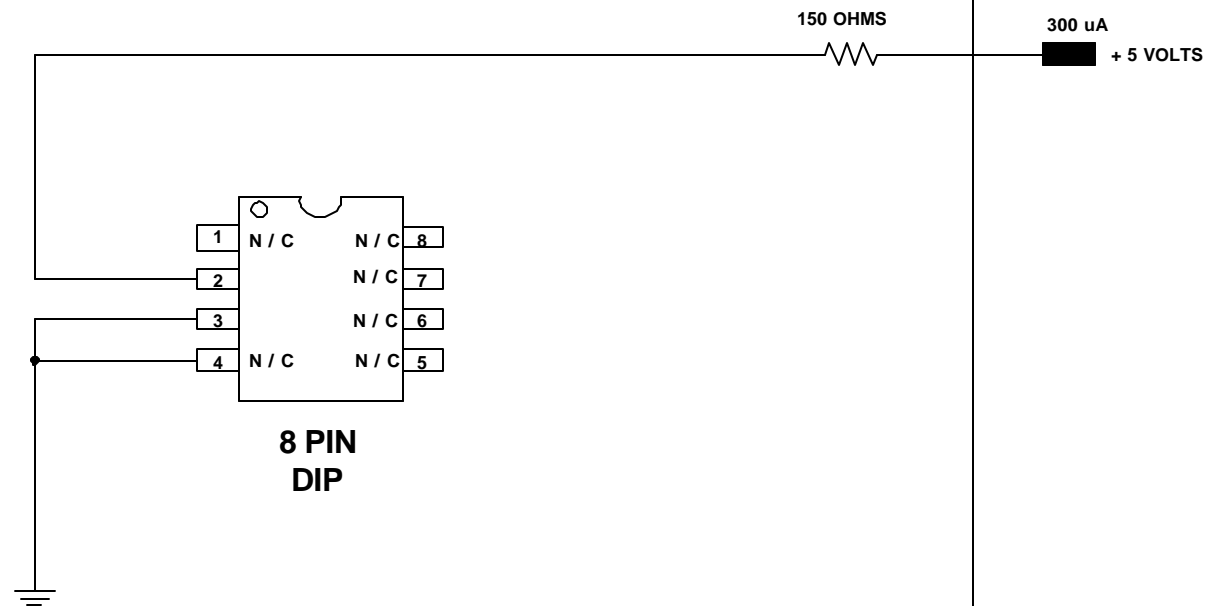 150 OHMS
300 uA
+ 5 VOLTS
1 N / C N / C 8
2 N / C 7
3 N / C 6
4 N / C N / C 5
8 PIN
DIP